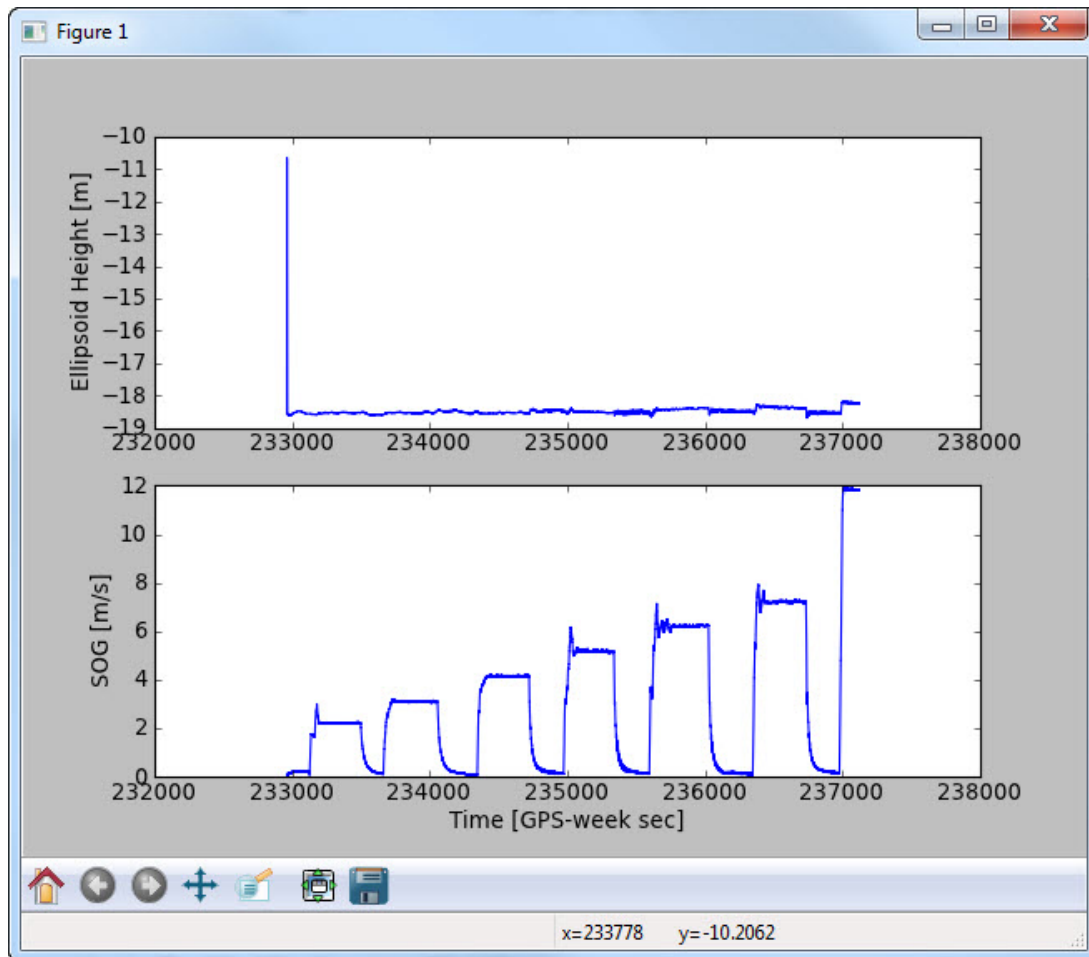 Figure 1
−10
−11
−12
−13
−14
−15
−16
−17
−18
−19
Ellipsoid Height [m]
232000 233000 234000 235000 236000 237000 238000
12
10
8
6
4
2
0
SOG [m/s]
232000 233000 234000 235000 236000 237000 238000
Time [GPS-week sec]
x=233778 y=-10.2062